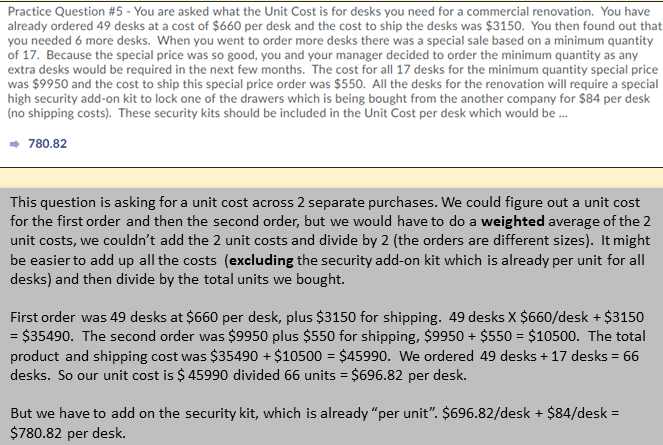 Practice Question #5 - You are asked what the Unit Cost is for desks you need for a commercial renovation.  You have
already ordered 49 desks at a cost of $660 per desk and the cost to ship the desks was $3150.  You then found out that
you needed 6 more desks.  When you went to order more desks there was a special sale based on a minimum quantity
of 17.  Because the special price was so good, you and your manager decided to order the minimum quantity as any
extra desks would be required in the next few months.  The cost for all 17 desks for the minimum quantity special price
was $9950 and the cost to ship this special price order was $550.  All the desks for the renovation will require a special
high security add-on kit to lock one of the drawers which is being bought from the another company for $84 per desk
(no shipping costs).  These security kits should be included in the Unit Cost per desk which would be ...
⇨ 780.82
This question is asking for a unit cost across 2 separate purchases. We could figure out a unit cost
for the first order and then the second order, but we would have to do a weighted average of the 2
unit costs, we couldn't add the 2 unit costs and divide by 2 (the orders are different sizes).  It might
be easier to add up all the costs  (excluding the security add-on kit which is already per unit for all
desks) and then divide by the total units we bought.
First order was 49 desks at $660 per desk, plus $3150 for shipping.  49 desks X $660/desk + $3150
= $35490.  The second order was $9950 plus $550 for shipping, $9950 + $550 = $10500.  The total
product and shipping cost was $35490 + $10500 = $45990.  We ordered 49 desks + 17 desks = 66
desks.  So our unit cost is $ 45990 divided 66 units = $696.82 per desk.
But we have to add on the security kit, which is already “per unit”. $696.82/desk + $84/desk =
$780.82 per desk.